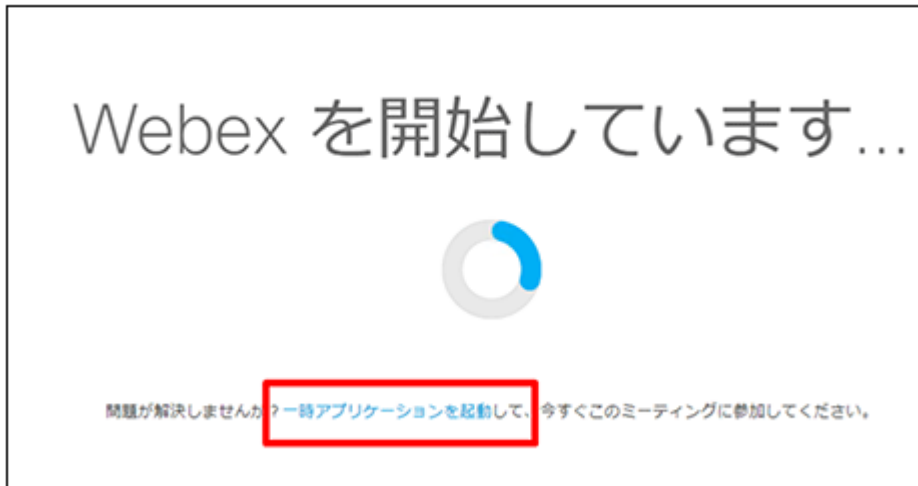 Webex を開始しています...
問題が解決しませんか？一時アプリケーションを起動して、今すぐこのミーティングに参加してください。